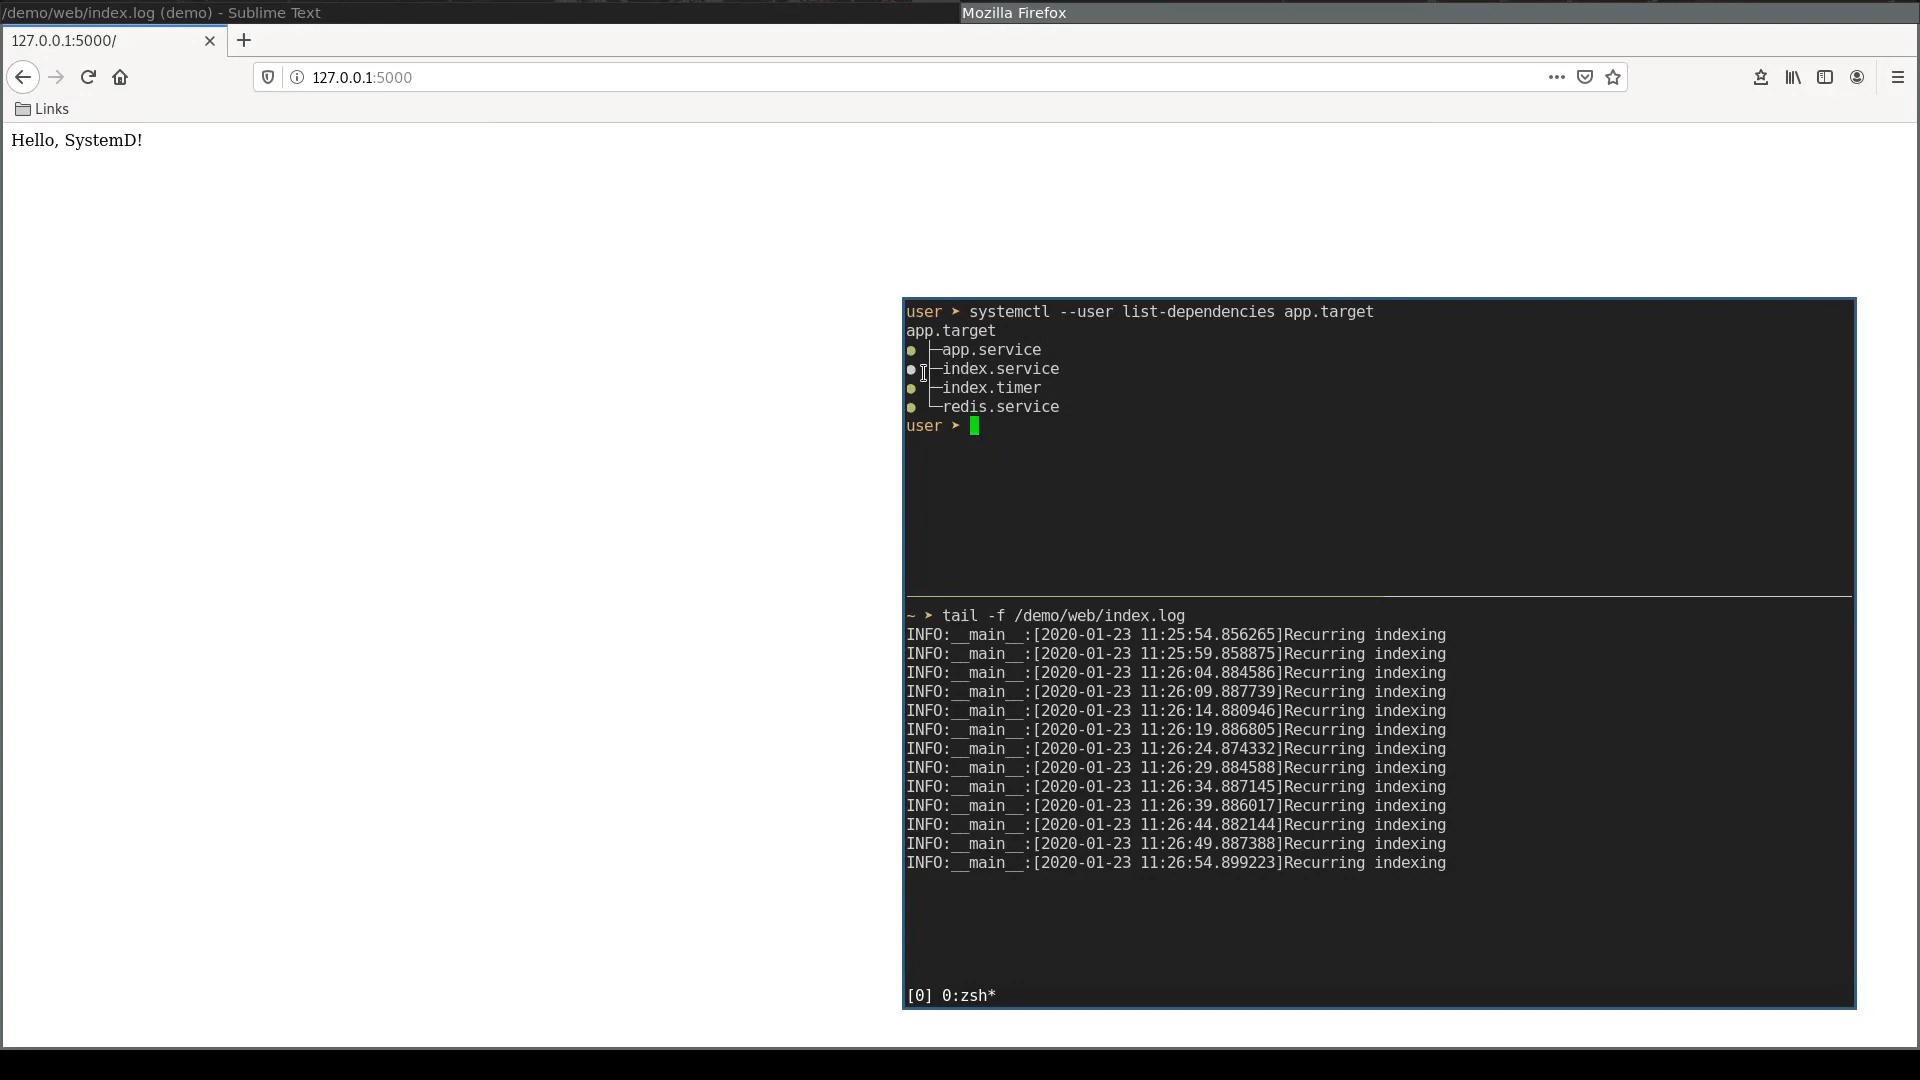 /demo/web/index.log (demo) - Sublime Text
Mozilla Firefox
127.0.0.1:5000/
127.0.0.1:5000
Links
Hello, SystemD!
user ➤ systemctl --user list-dependencies app.target
app.target
● ├─app.service
● ├─index.service
● ├─index.timer
● └─redis.service
user ➤
~ ➤ tail -f /demo/web/index.log
INFO:__main__:[2020-01-23 11:25:54.856265]Recurring indexing
INFO:__main__:[2020-01-23 11:25:59.858875]Recurring indexing
INFO:__main__:[2020-01-23 11:26:04.884586]Recurring indexing
INFO:__main__:[2020-01-23 11:26:09.887739]Recurring indexing
INFO:__main__:[2020-01-23 11:26:14.880946]Recurring indexing
INFO:__main__:[2020-01-23 11:26:19.886805]Recurring indexing
INFO:__main__:[2020-01-23 11:26:24.874332]Recurring indexing
INFO:__main__:[2020-01-23 11:26:29.884588]Recurring indexing
INFO:__main__:[2020-01-23 11:26:34.887145]Recurring indexing
INFO:__main__:[2020-01-23 11:26:39.886017]Recurring indexing
INFO:__main__:[2020-01-23 11:26:44.882144]Recurring indexing
INFO:__main__:[2020-01-23 11:26:49.887388]Recurring indexing
INFO:__main__:[2020-01-23 11:26:54.899223]Recurring indexing
[0] 0:zsh*